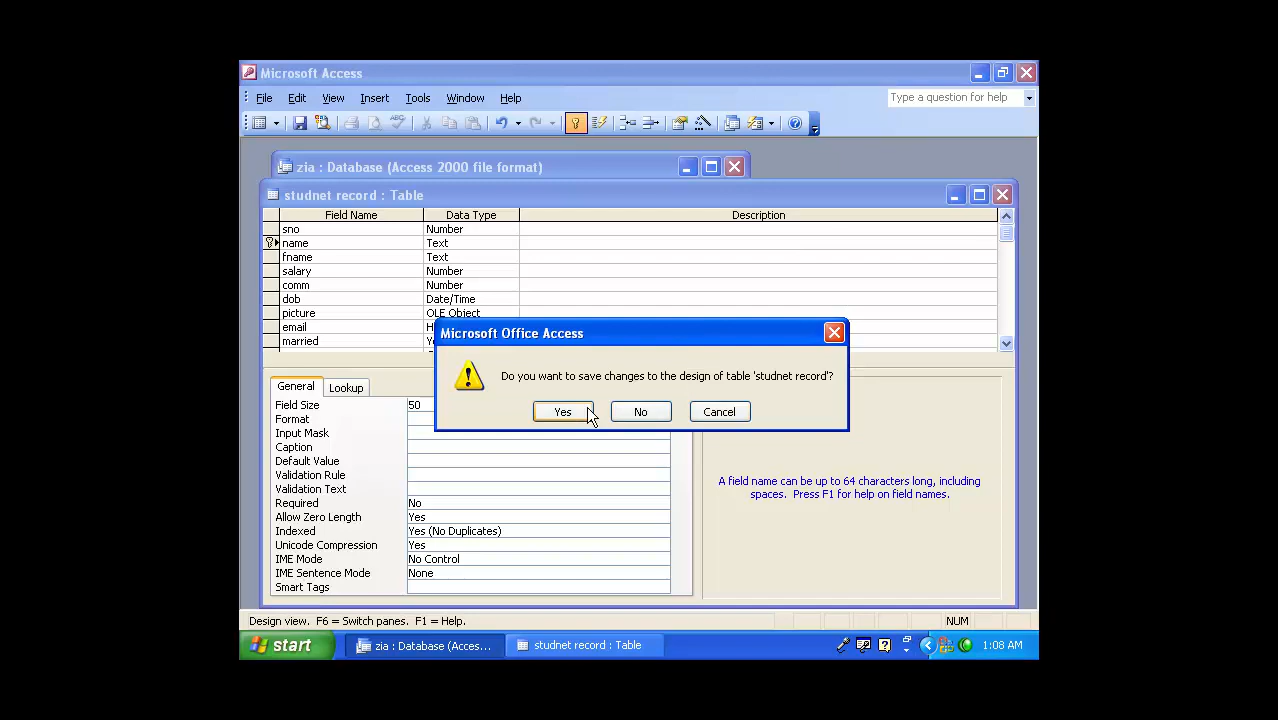 Microsoft Access
File Edit View Insert Tools Window Help
Type a question for help
zia : Database (Access 2000 file format)
studnet record : Table
Field Name Data Type Description
sno Number
name Text
fname Text
salary Number
comm Number
dob Date/Time
picture OLE Object
email H
married Y
Microsoft Office Access
Do you want to save changes to the design of table 'studnet record'?
Yes No Cancel
General Lookup
Field Size 50
Format
Input Mask
Caption
Default Value
Validation Rule
Validation Text
Required No
Allow Zero Length Yes
Indexed Yes (No Duplicates)
Unicode Compression Yes
IME Mode No Control
IME Sentence Mode None
Smart Tags
A field name can be up to 64 characters long, including
spaces. Press F1 for help on field names.
Design view. F6 = Switch panes. F1 = Help.
NUM
start
zia : Database (Acces...
studnet record : Table
1:08 AM